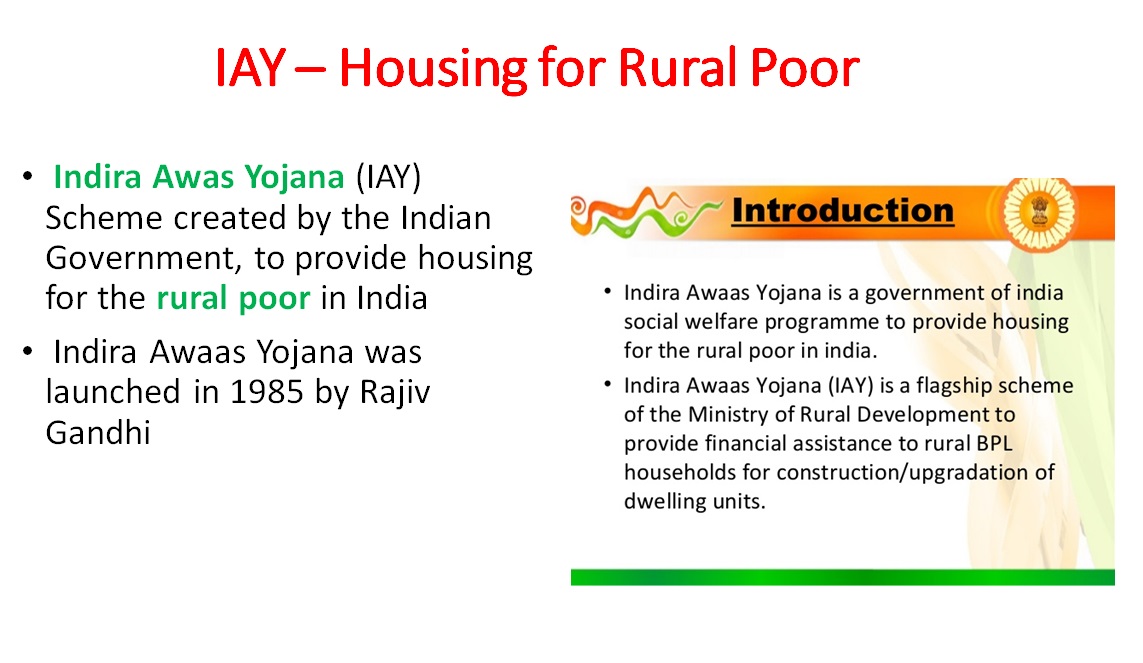 IAY – Housing for Rural Poor
• Indira Awas Yojana (IAY)
Scheme created by the Indian
Government, to provide housing
for the rural poor in India
• Indira Awaas Yojana was
launched in 1985 by Rajiv
Gandhi
Introduction
• Indira Awaas Yojana is a government of india
social welfare programme to provide housing
for the rural poor in india.
• Indira Awaas Yojana (IAY) is a flagship scheme
of the Ministry of Rural Development to
provide financial assistance to rural BPL
households for construction/upgradation of
dwelling units.